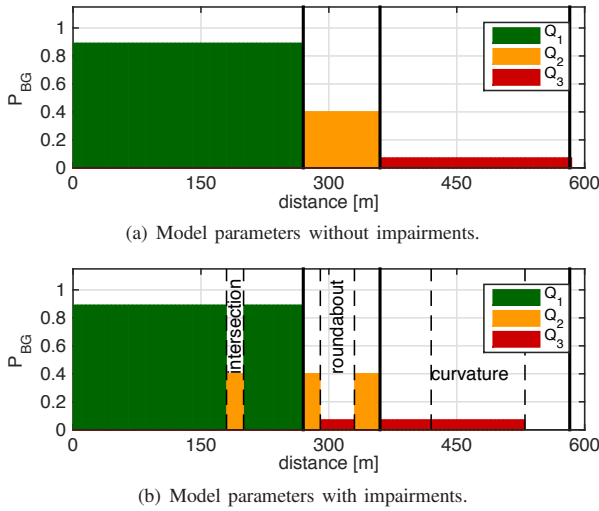 1
0.8
0.6
0.4
0.2
0
P_BG
Q_1
Q_2
Q_3
0 150 300 450 600
distance [m]
(a) Model parameters without impairments.
1
0.8
0.6
0.4
0.2
0
P_BG
intersection
roundabout
curvature
Q_1
Q_2
Q_3
0 150 300 450 600
distance [m]
(b) Model parameters with impairments.